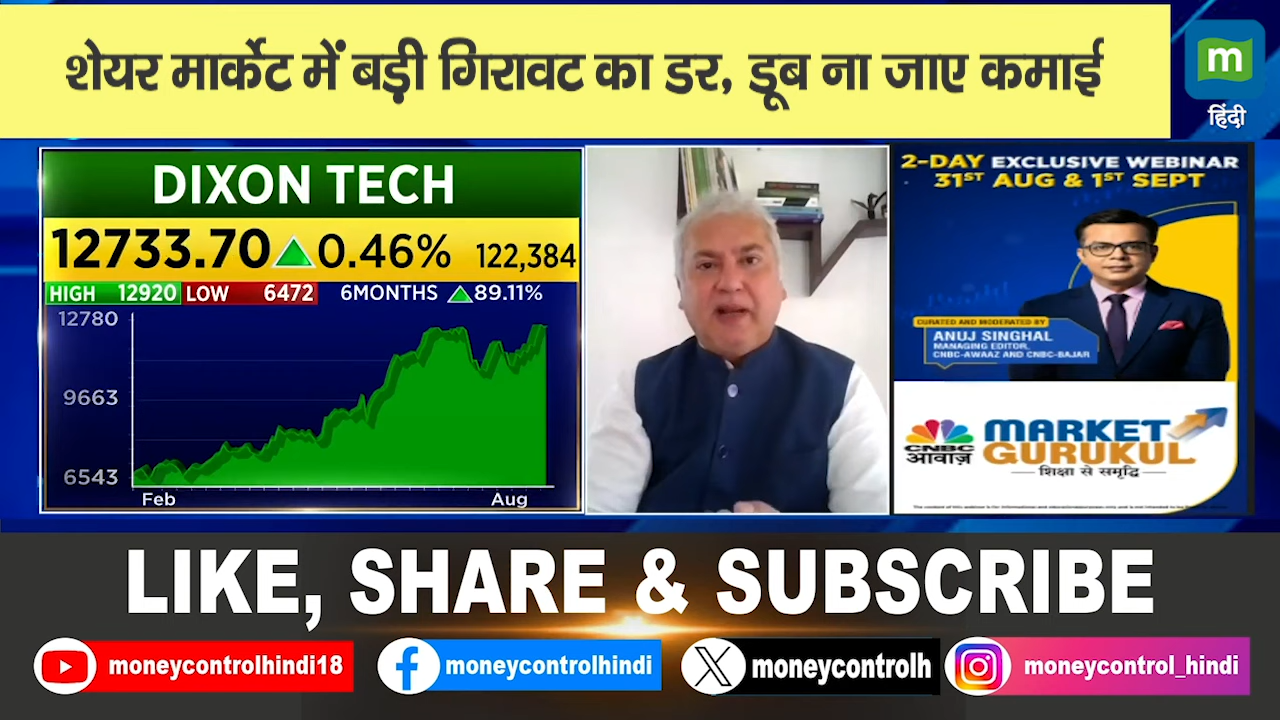 शेयर मार्केट में बड़ी गिरावट का डर, डूब ना जाए कमाई
m
हिंदी
DIXON TECH
12733.70 0.46% 122,384
HIGH 12920 LOW 6472 6MONTHS 89.11%
12780
9663
6543
Feb Aug
2-DAY EXCLUSIVE WEBINAR
31ST AUG & 1ST SEPT
CURATED AND MODERATED BY
ANUJ SINGHAL
MANAGING EDITOR,
CNBC-AWAAZ AND CNBC-BAJAR
CNBC
आवाज़
MARKET
GURUKUL
शिक्षा से समृद्धि
LIKE, SHARE & SUBSCRIBE
moneycontrolhindi18 moneycontrolhindi moneycontrolh moneycontrol_hindi